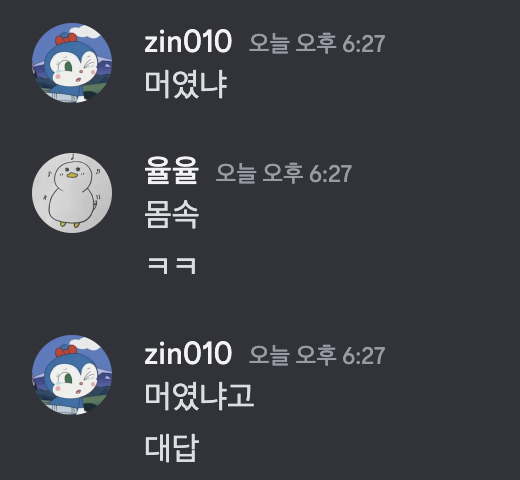 zin010 오늘 오후 6:27
머였냐
율율 오늘 오후 6:27
몸속
ㅋㅋ
zin010 오늘 오후 6:27
머였냐고
대답